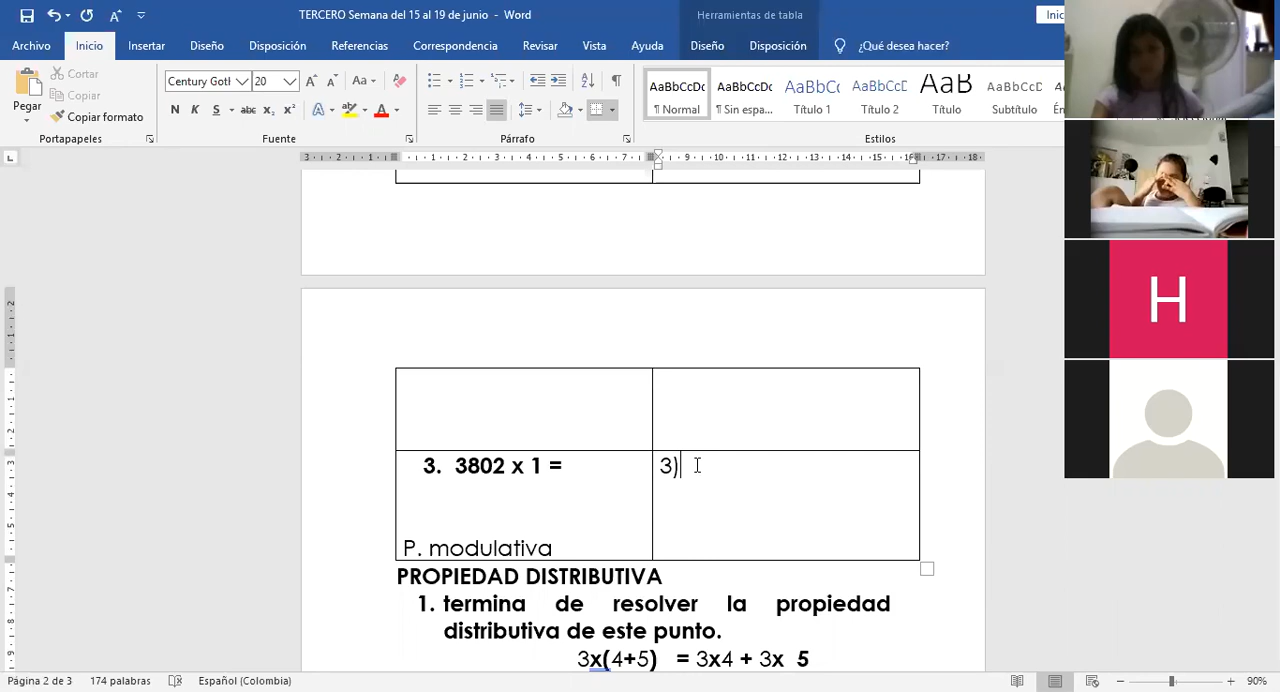 TERCERO Semana del 15 al 19 de junio - Word
Herramientas de tabla
Archivo Inicio Insertar Diseño Disposición Referencias Correspondencia Revisar Vista Ayuda Diseño Disposición ¿Qué desea hacer?
Pegar
Cortar
Copiar
Copiar formato
Portapapeles
Century Goth 20
Fuente
Párrafo
AaBbCcDc AaBbCcDc AaBbCc AaBbCcD AaB AaBbCcD
¶ Normal ¶ Sin espa... Título 1 Título 2 Título Subtítulo
Estilos
3. 3802 x 1 =
P. modulativa
3)
PROPIEDAD DISTRIBUTIVA
1. termina de resolver la propiedad
distributiva de este punto.
3x(4+5) = 3x4 + 3x 5
H
Página 2 de 3 174 palabras Español (Colombia) 90%